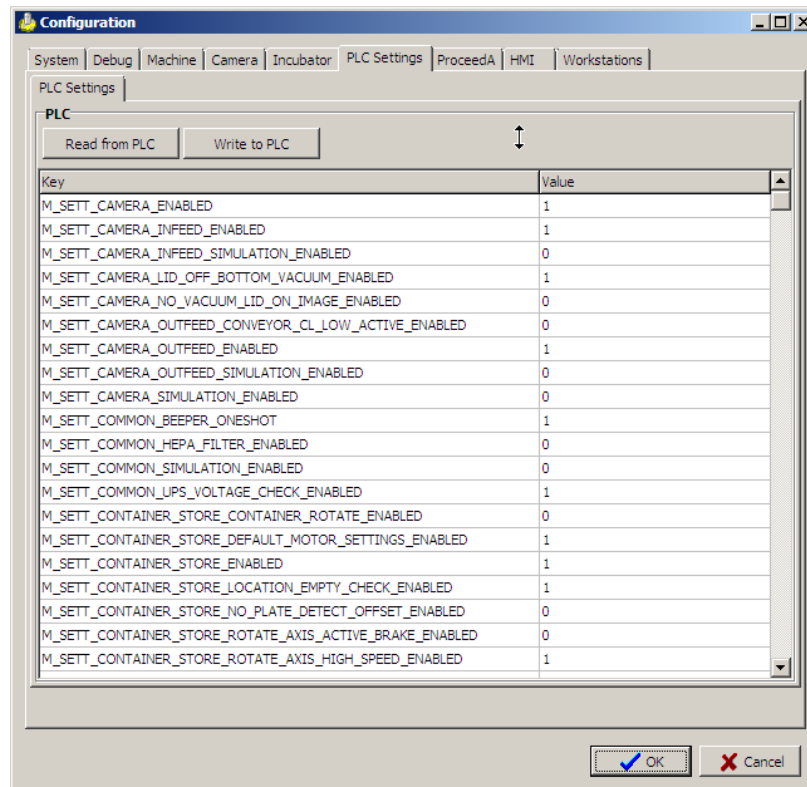 Configuration
System Debug Machine Camera Incubator PLC Settings ProceedA HMI Workstations
PLC Settings
PLC
Read from PLC Write to PLC
Key Value
M_SETT_CAMERA_ENABLED 1
M_SETT_CAMERA_INFEED_ENABLED 1
M_SETT_CAMERA_INFEED_SIMULATION_ENABLED 0
M_SETT_CAMERA_LID_OFF_BOTTOM_VACUUM_ENABLED 1
M_SETT_CAMERA_NO_VACUUM_LID_ON_IMAGE_ENABLED 0
M_SETT_CAMERA_OUTFEED_CONVEYOR_CL_LOW_ACTIVE_ENABLED 0
M_SETT_CAMERA_OUTFEED_ENABLED 1
M_SETT_CAMERA_OUTFEED_SIMULATION_ENABLED 0
M_SETT_CAMERA_SIMULATION_ENABLED 0
M_SETT_COMMON_BEEPER_ONESHOT 1
M_SETT_COMMON_HEPA_FILTER_ENABLED 0
M_SETT_COMMON_SIMULATION_ENABLED 0
M_SETT_COMMON_UPS_VOLTAGE_CHECK_ENABLED 1
M_SETT_CONTAINER_STORE_CONTAINER_ROTATE_ENABLED 0
M_SETT_CONTAINER_STORE_DEFAULT_MOTOR_SETTINGS_ENABLED 1
M_SETT_CONTAINER_STORE_ENABLED 1
M_SETT_CONTAINER_STORE_LOCATION_EMPTY_CHECK_ENABLED 1
M_SETT_CONTAINER_STORE_NO_PLATE_DETECT_OFFSET_ENABLED 0
M_SETT_CONTAINER_STORE_ROTATE_AXIS_ACTIVE_BRAKE_ENABLED 0
M_SETT_CONTAINER_STORE_ROTATE_AXIS_HIGH_SPEED_ENABLED 1
OK Cancel